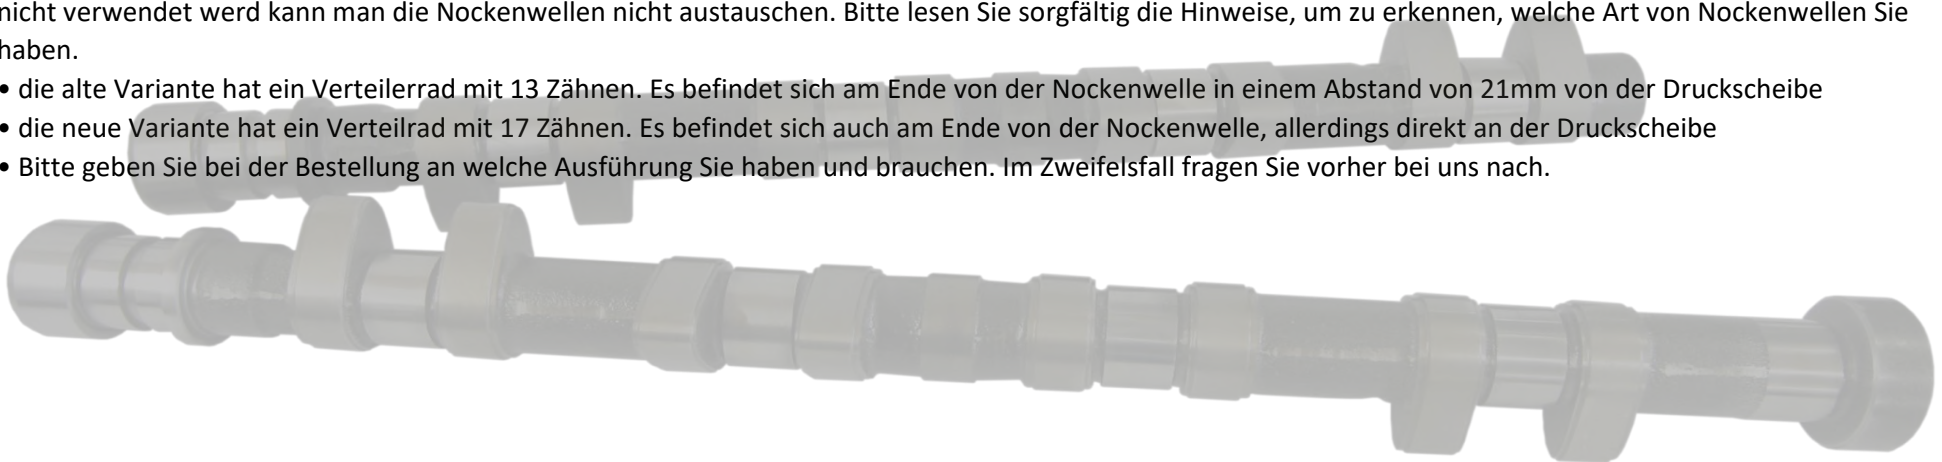 nicht verwendet werd kann man die Nockenwellen nicht austauschen. Bitte lesen Sie sorgfältig die Hinweise, um zu erkennen, welche Art von Nockenwellen Sie
haben.
• die alte Variante hat ein Verteilerrad mit 13 Zähnen. Es befindet sich am Ende von der Nockenwelle in einem Abstand von 21mm von der Druckscheibe
• die neue Variante hat ein Verteilrad mit 17 Zähnen. Es befindet sich auch am Ende von der Nockenwelle, allerdings direkt an der Druckscheibe
• Bitte geben Sie bei der Bestellung an welche Ausführung Sie haben und brauchen. Im Zweifelsfall fragen Sie vorher bei uns nach.